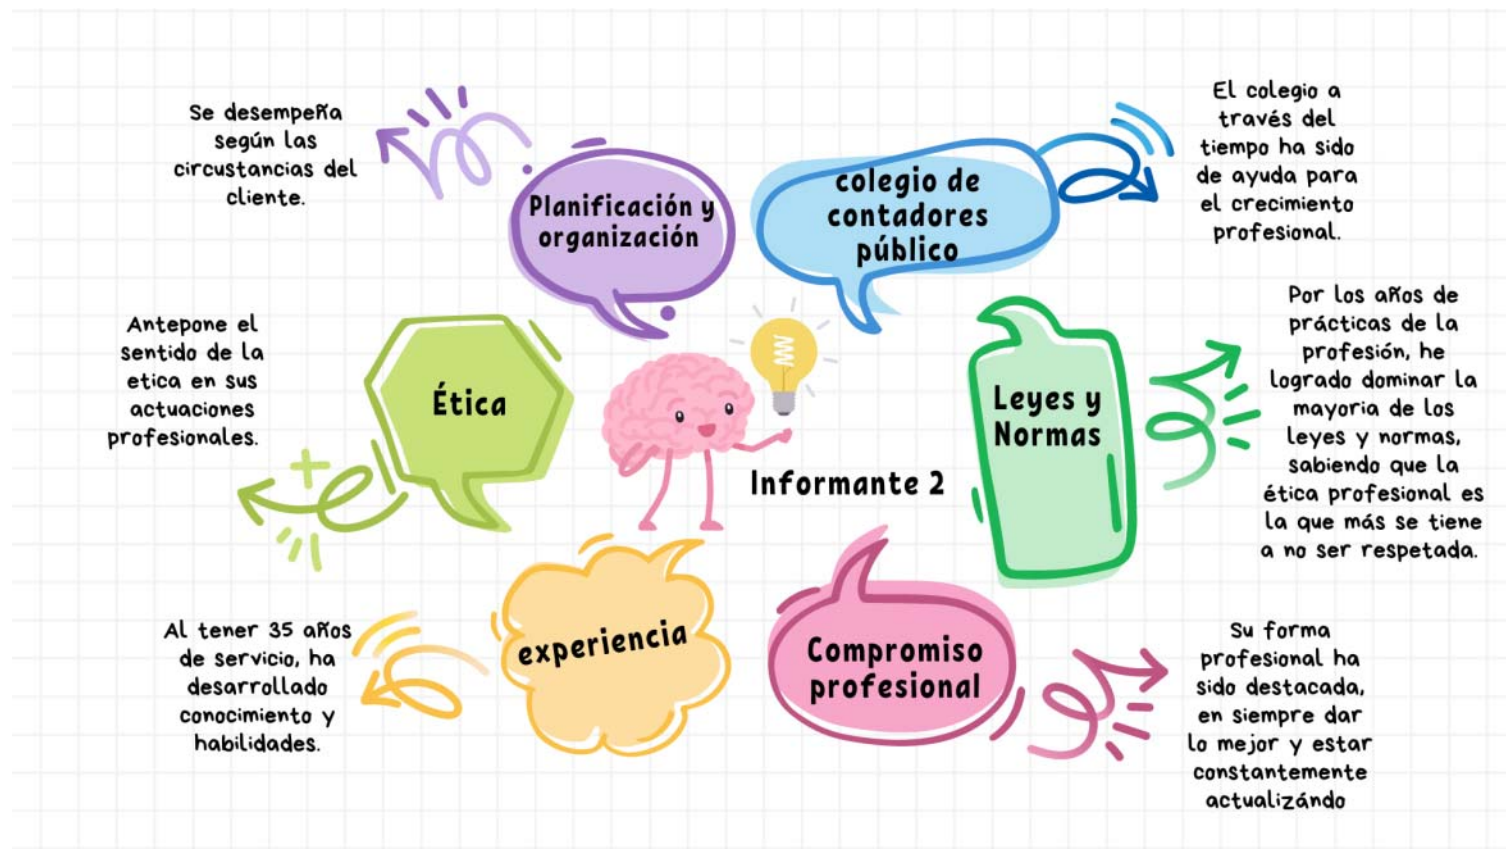 Se desempeña
según las
circustancias del
cliente.
Planificación y
organización
colegio de
contadores
público
El colegio a
través del
tiempo ha sido
de ayuda para
el crecimiento
profesional.
Antepone el
sentido de la
etica en sus
actuaciones
profesionales.
Ética
Informante 2
Leyes y
Normas
Por los años de
prácticas de la
profesión, he
logrado dominar la
mayoria de los
leyes y normas,
sabiendo que la
ética profesional es
la que más se tiene
a no ser respetada.
Al tener 35 años
de servicio, ha
desarrollado
conocimiento y
habilidades.
experiencia
Compromiso
profesional
Su forma
profesional ha
sido destacada,
en siempre dar
lo mejor y estar
constantemente
actualizándo